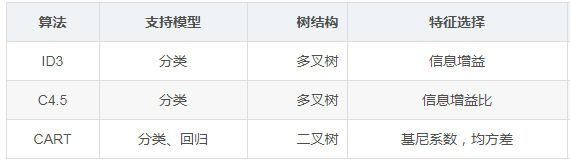 算法 支持模型 树结构 特征选择
ID3 分类 多叉树 信息增益
C4.5 分类 多叉树 信息增益比
CART 分类、回归 二叉树 基尼系数，均方差